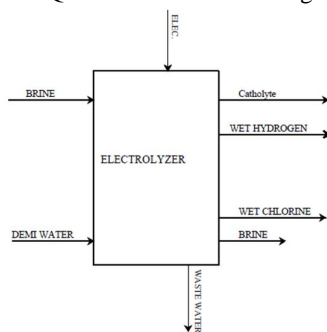 ELEC.
BRINE
Catholyte
WET HYDROGEN
ELECTROLYZER
WET CHLORINE
DEMI WATER
BRINE
WASTE WATER